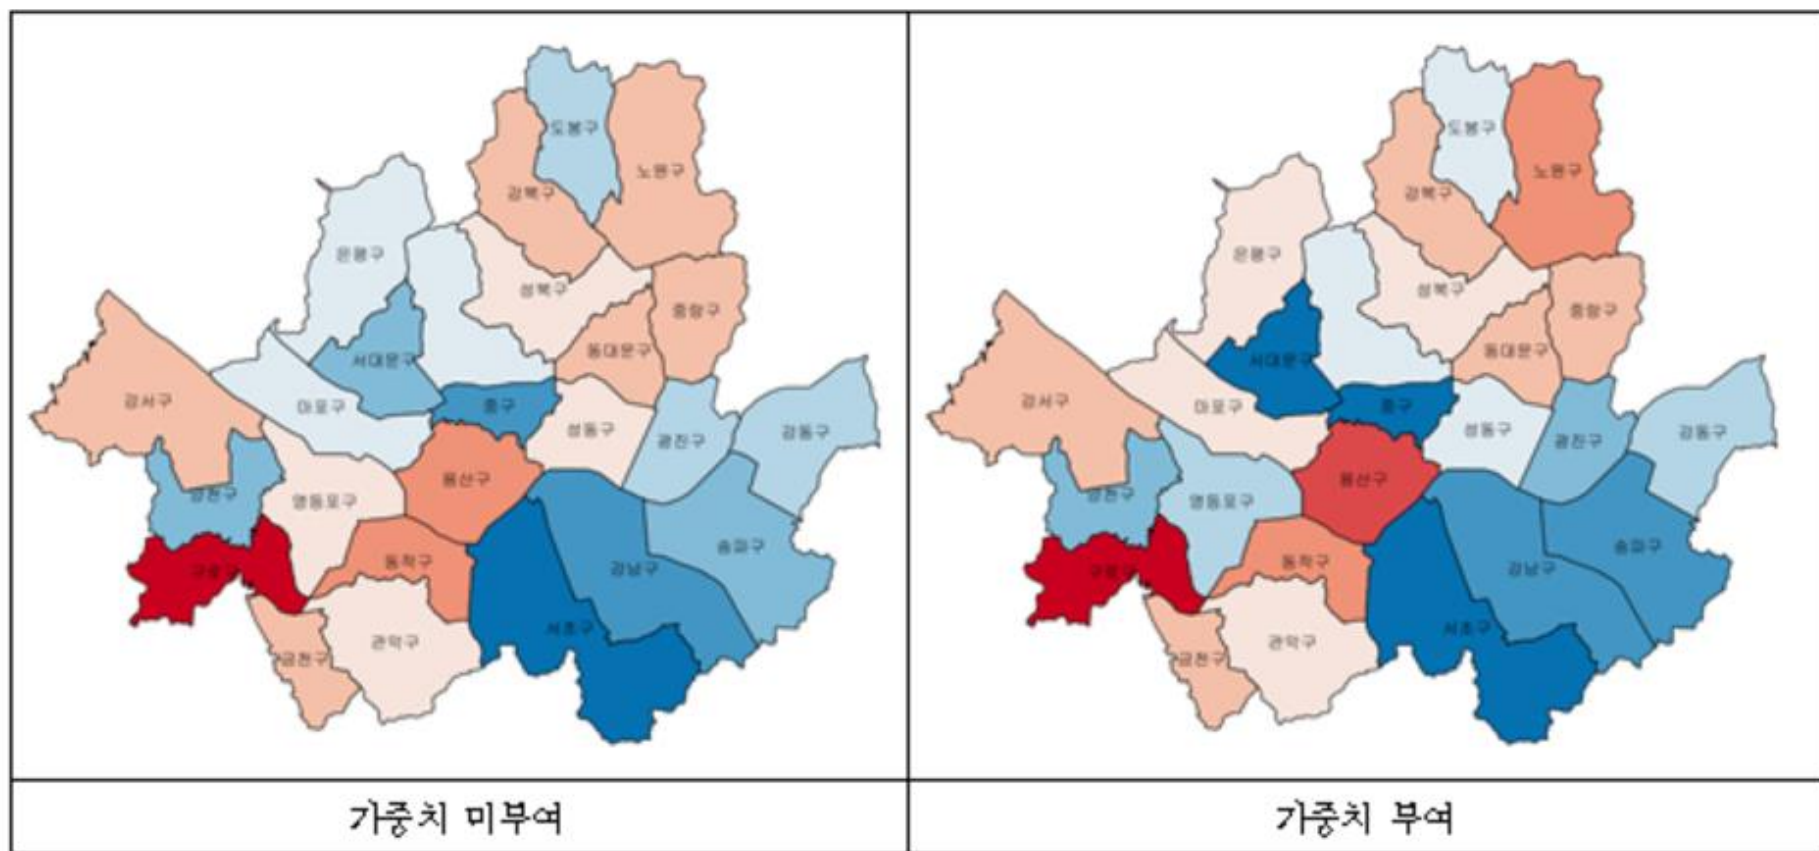 도봉구
노원구
강북구
은평구
성북구
중랑구
동대문구
서대문구
강서구
마포구
중구
성동구
광진구
강동구
양천구
영등포구
용산구
송파구
구로구
동작구
강남구
서초구
관악구
금천구
도봉구
노원구
강북구
은평구
성북구
중랑구
동대문구
서대문구
강서구
마포구
중구
성동구
광진구
강동구
양천구
영등포구
용산구
송파구
구로구
동작구
강남구
서초구
관악구
금천구
가중치 미부여
가중치 부여